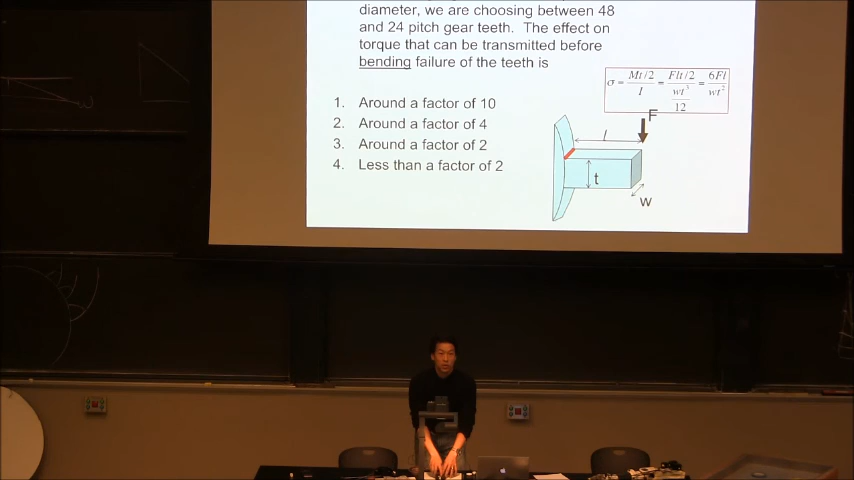 diameter, we are choosing between 48
and 24 pitch gear teeth. The effect on
torque that can be transmitted before
bending failure of the teeth is
1. Around a factor of 10
2. Around a factor of 4
3. Around a factor of 2
4. Less than a factor of 2
σ = Mt/2 / I = Flt/2 / wt³/12 = 6Fl / wt²
F
l
t
w